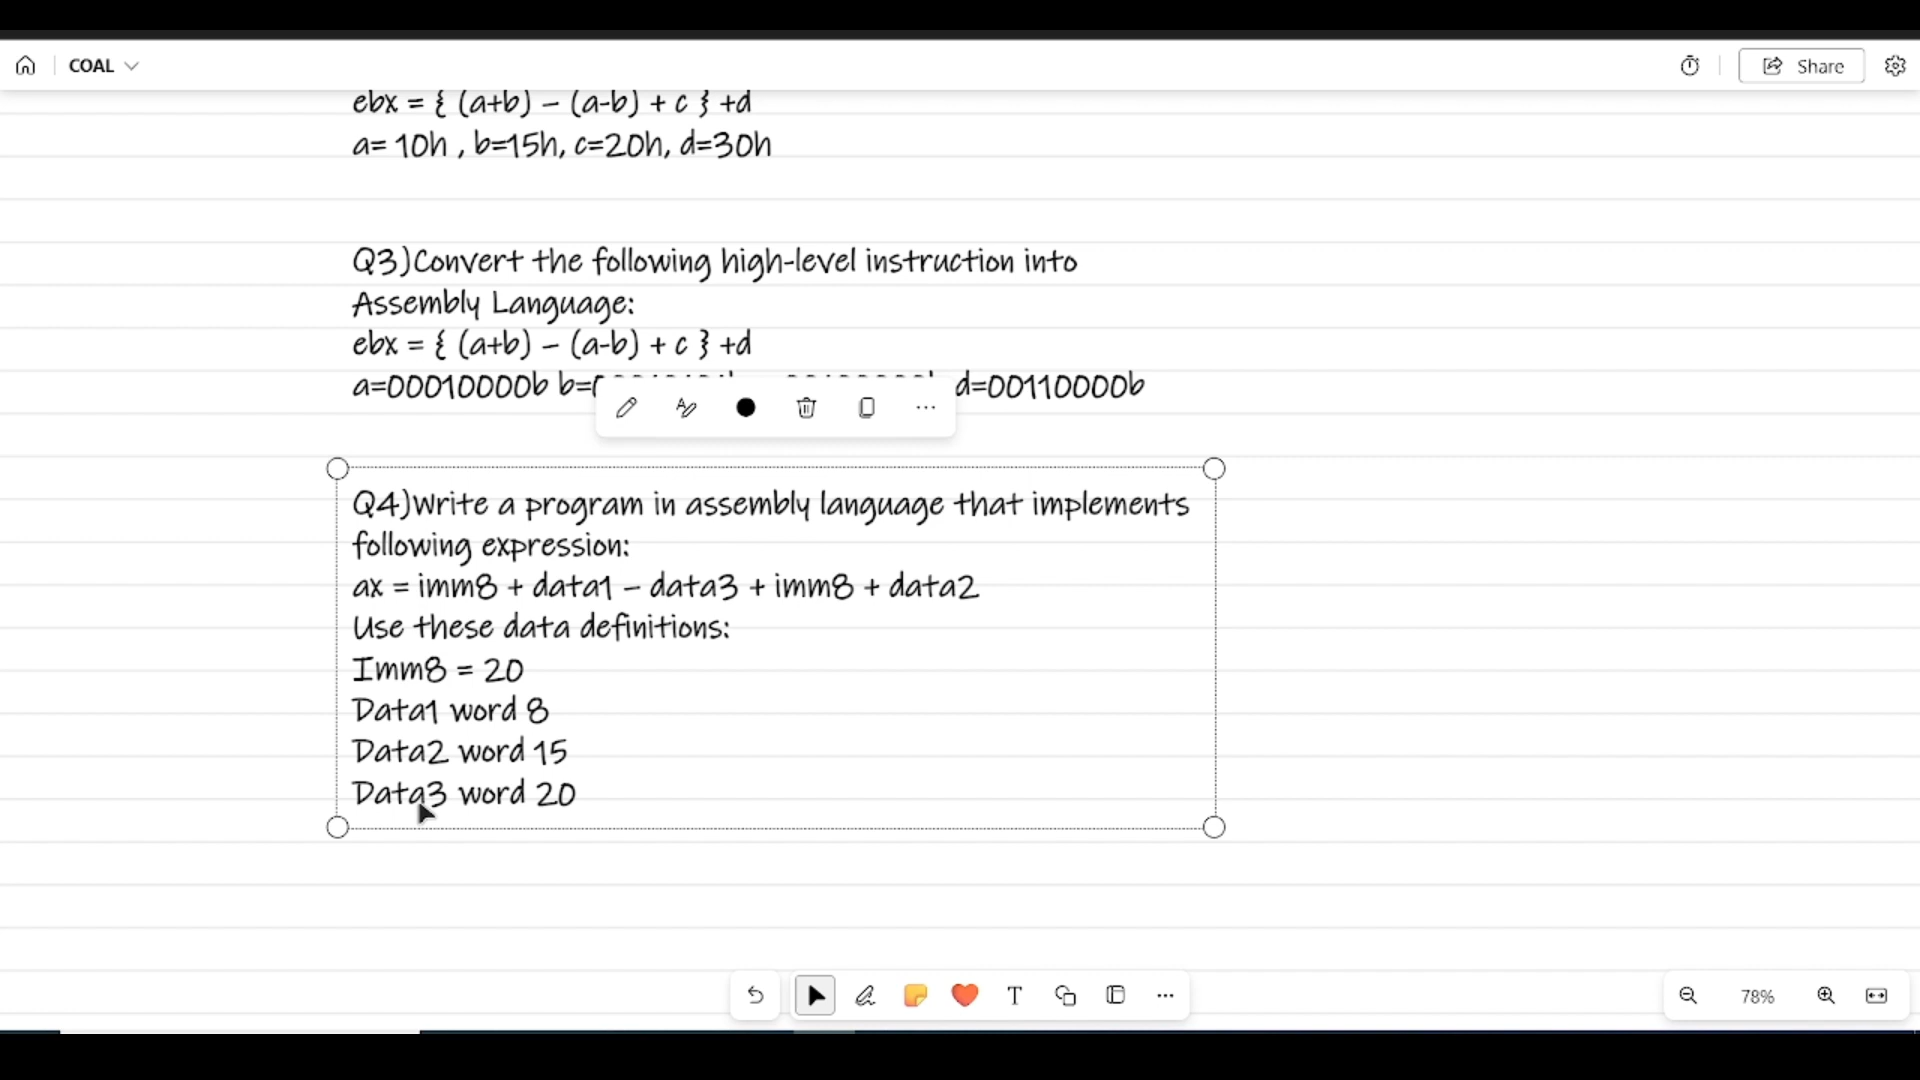 COAL
Share
ebx = { (a+b) – (a-b) + c } +d
a= 10h , b=15h, c=20h, d=30h
Q3)Convert the following high-level instruction into
Assembly Language:
ebx = { (a+b) – (a-b) + c } +d
a=00010000b b= d=00110000b
Q4)Write a program in assembly language that implements
following expression:
ax = imm8 + data1 – data3 + imm8 + data2
Use these data definitions:
Imm8 = 20
Data1 word 8
Data2 word 15
Data3 word 20
78%